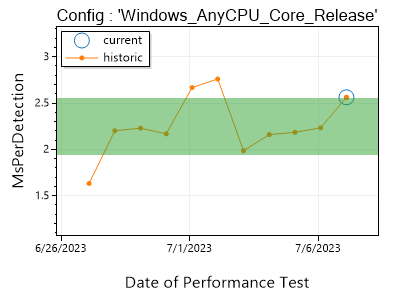 Config : 'Windows_AnyCPU_Core_Release'
current
historic
3
2.5
2
1.5
MsPerDetection
6/26/2023
7/1/2023
7/6/2023
Date of Performance Test